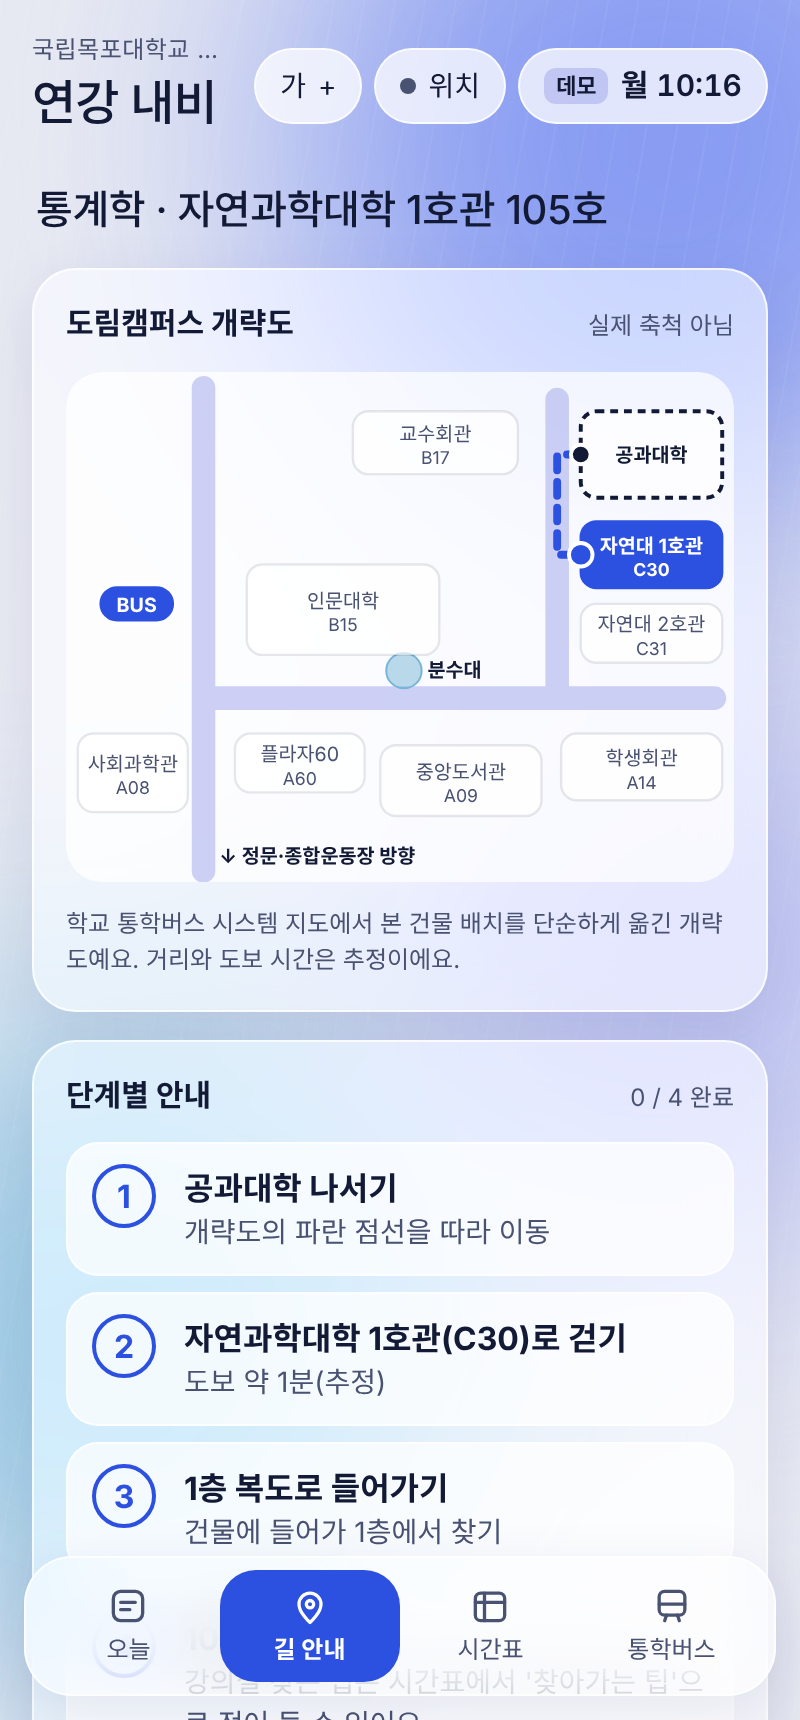 국립목포대학교 ...
연강 내비
가 +
위치
데모 월 10:16
통계학 · 자연과학대학 1호관 105호
도림캠퍼스 개략도
실제 축척 아님
교수회관
B17
공과대학
자연대 1호관
C30
인문대학
B15
BUS
자연대 2호관
C31
분수대
사회과학관
A08
플라자60
A60
중앙도서관
A09
학생회관
A14
↓ 정문·종합운동장 방향
학교 통학버스 시스템 지도에서 본 건물 배치를 단순하게 옮긴 개략
도예요. 거리와 도보 시간은 추정이에요.
단계별 안내
0 / 4 완료
1
공과대학 나서기
개략도의 파란 점선을 따라 이동
2
자연과학대학 1호관(C30)로 걷기
도보 약 1분(추정)
3
1층 복도로 들어가기
건물에 들어가 1층에서 찾기
오늘
길 안내
시간표
통학버스
시간표에서 '찾아가는 팁'으